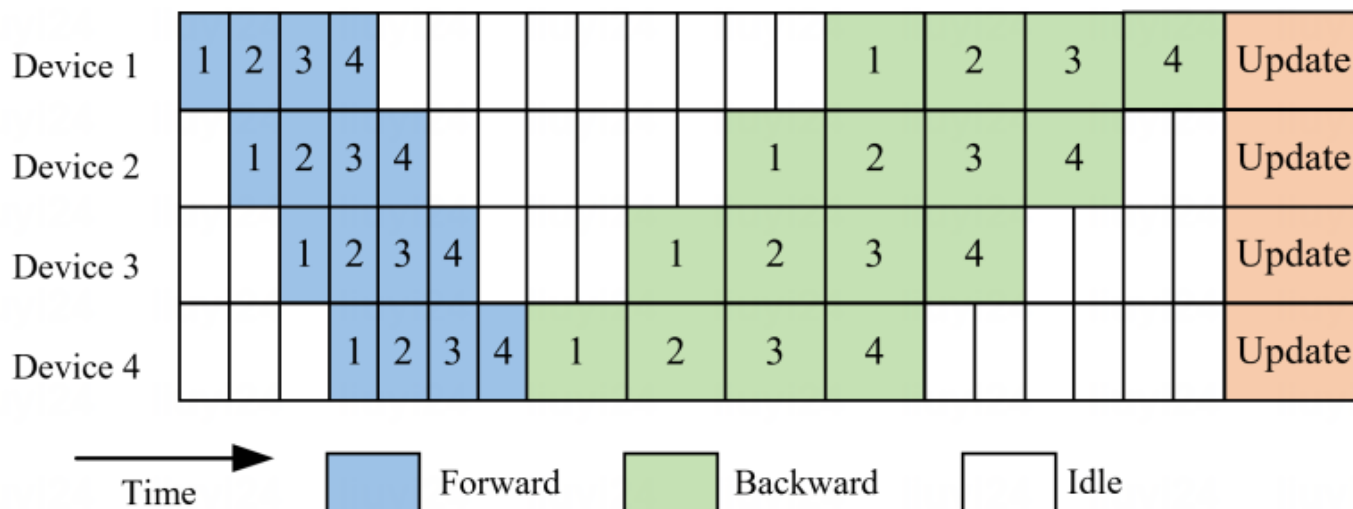 Device 1 1 2 3 4 1 2 3 4 Update
Device 2 1 2 3 4 1 2 3 4 Update
Device 3 1 2 3 4 1 2 3 4 Update
Device 4 1 2 3 4 1 2 3 4 Update
Time Forward Backward Idle